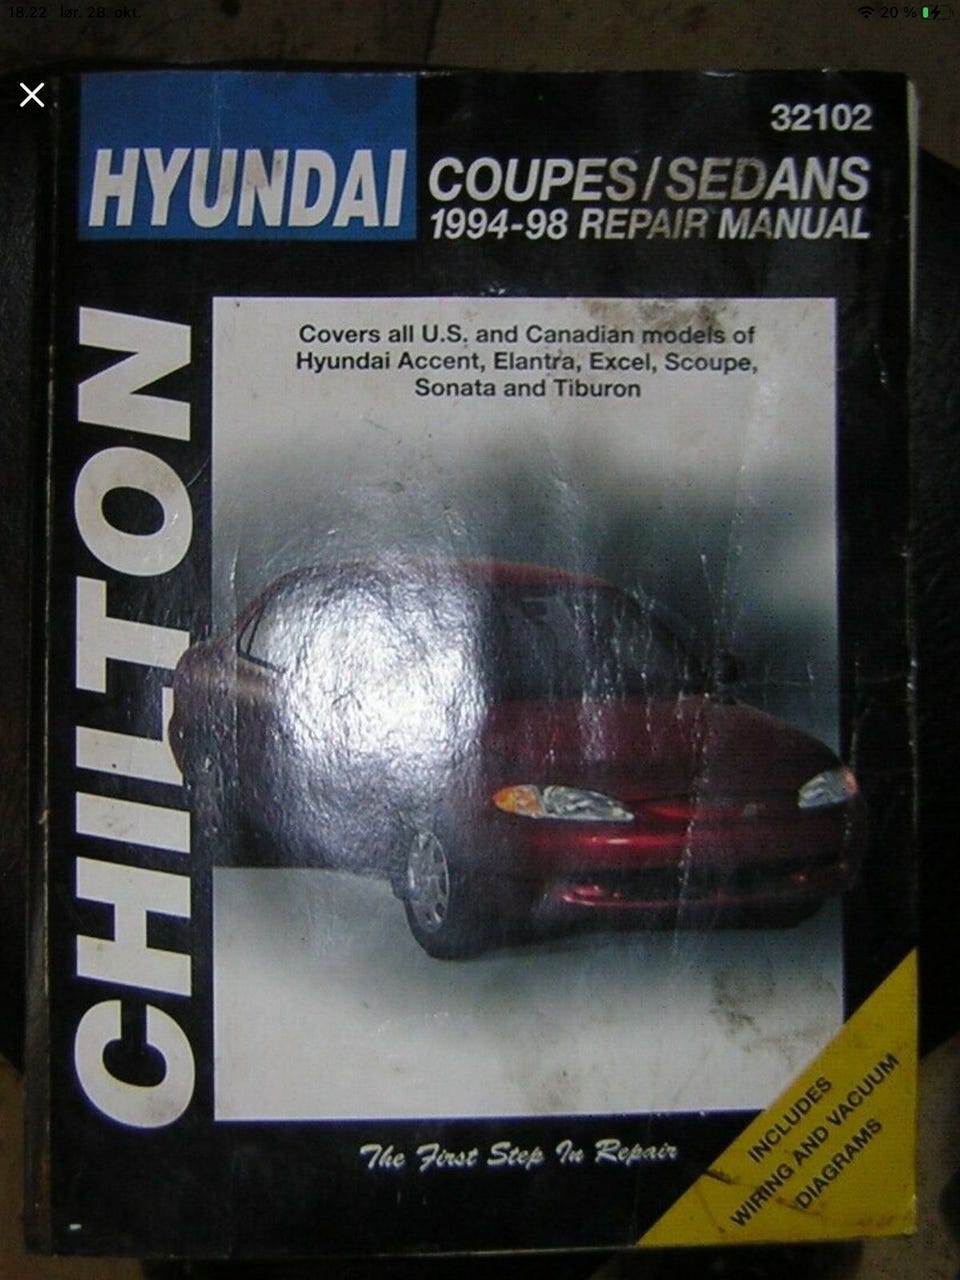 18.22 lør. 28. okt.
20 %
32102
HYUNDAI
COUPES/SEDANS
1994-98 REPAIR MANUAL
CHILTON
Covers all U.S. and Canadian models of
Hyundai Accent, Elantra, Excel, Scoupe,
Sonata and Tiburon
The First Step In Repair
INCLUDES
WIRING AND VACUUM
DIAGRAMS